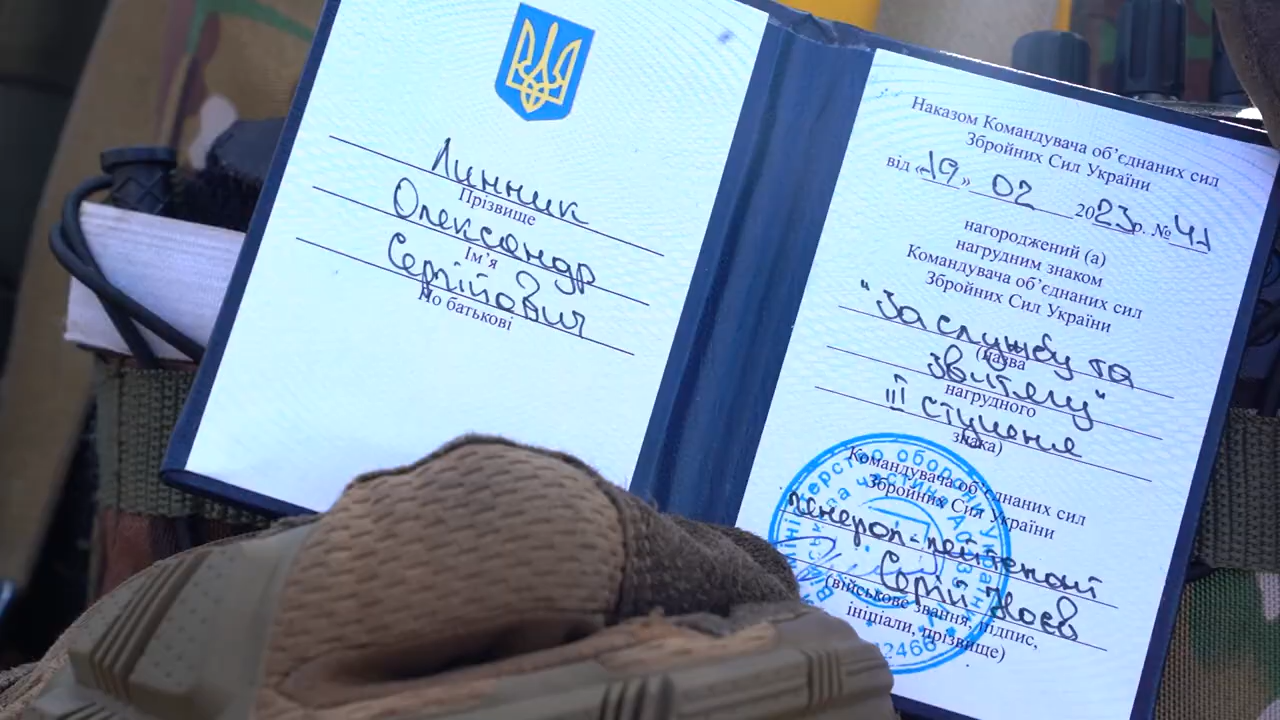 Линник
Прізвище
Олександр
Ім'я
Сергійович
По батькові
Наказом Командувача об'єднаних сил
Збройних Сил України
від «19» 02 2023р. № 41
нагороджений (а)
нагрудним знаком
Командувача об'єднаних сил
Збройних Сил України
"За службу та
(назва
звитягу"
нагрудного
III ступеня
знака)
Командувача об'єднаних сил
Збройних Сил України
генерал-лейтенант
Сергій Наєв
(військове звання, підпис,
ініціали, прізвище)